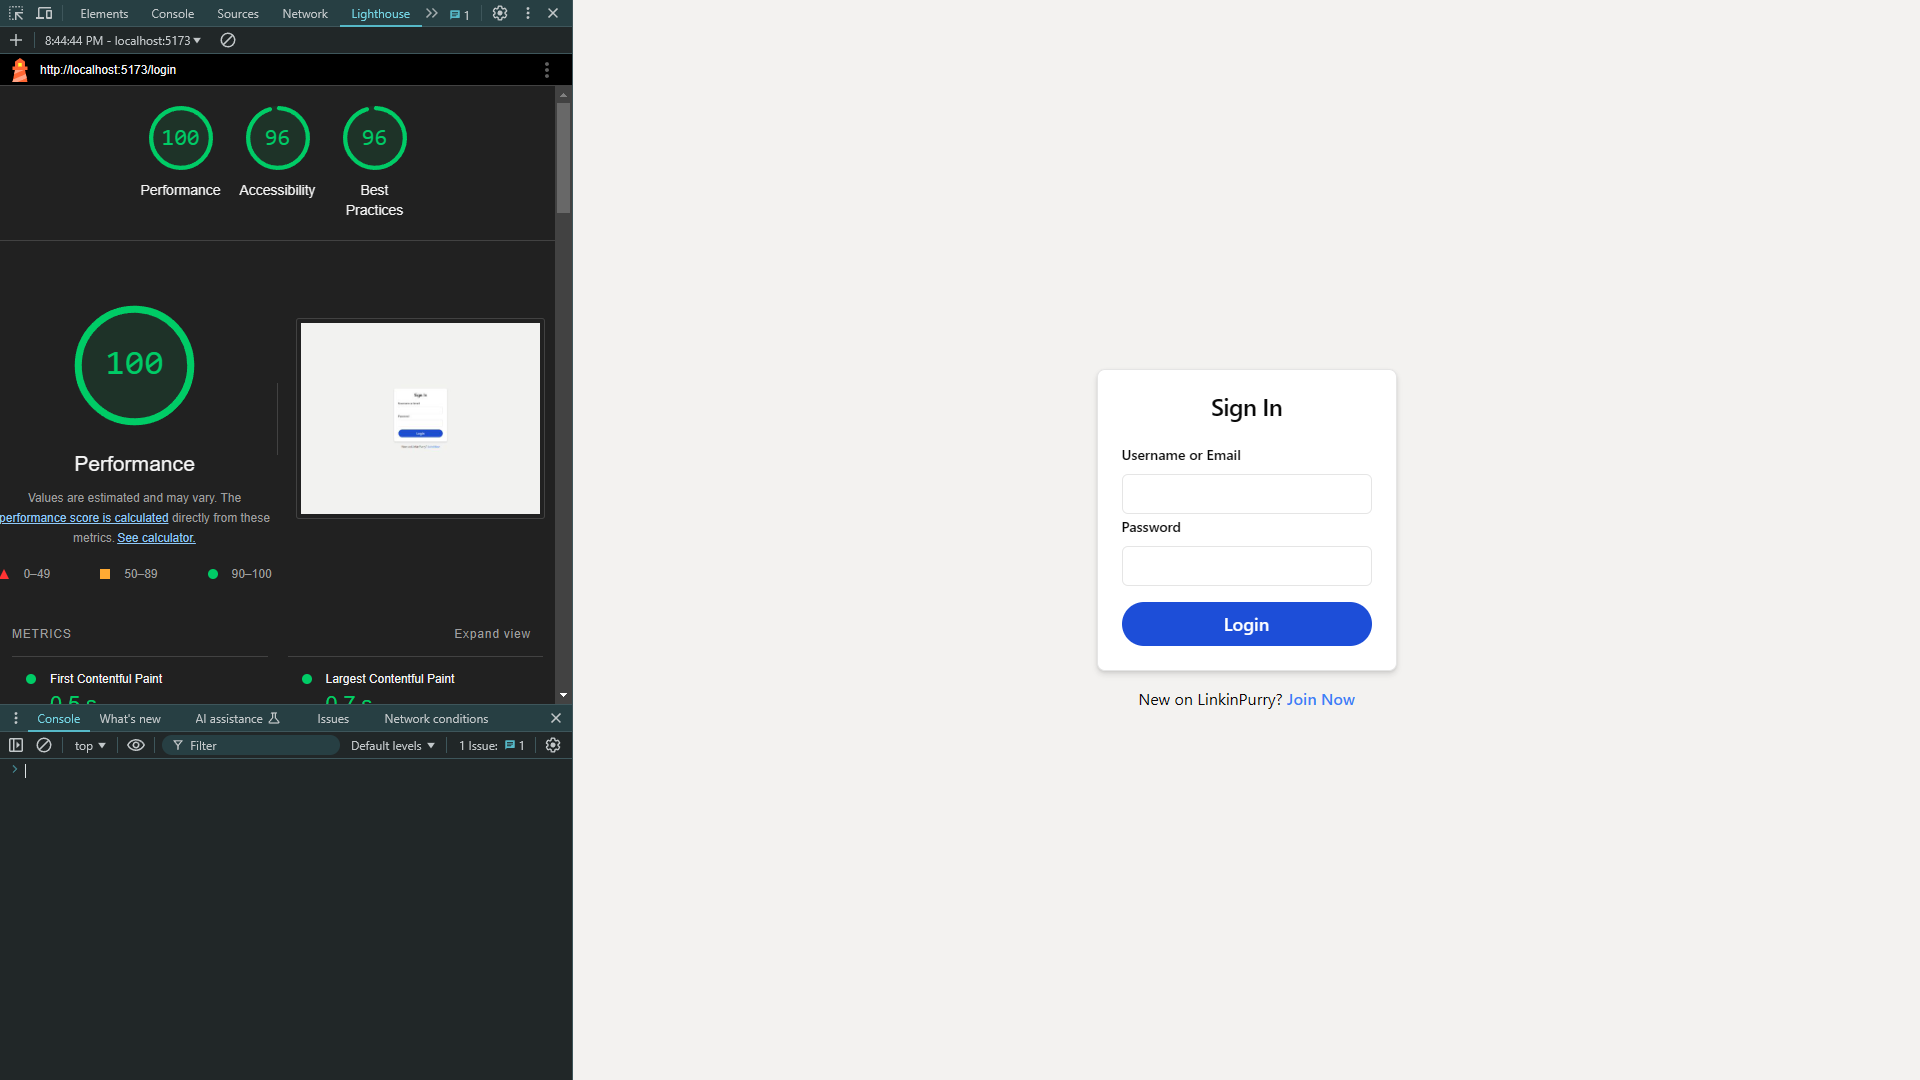 Elements Console Sources Network Lighthouse 1
8:44:44 PM - localhost:5173
http://localhost:5173/login
100 96 96
Performance Accessibility Best Practices
100
Performance
Values are estimated and may vary. The
performance score is calculated directly from these
metrics. See calculator.
0–49 50–89 90–100
METRICS Expand view
First Contentful Paint Largest Contentful Paint
0.5 s 0.7 s
Console What's new AI assistance Issues Network conditions
top Filter Default levels 1 Issue: 1
Sign In
Username or Email
Password
Login
New on LinkinPurry? Join Now